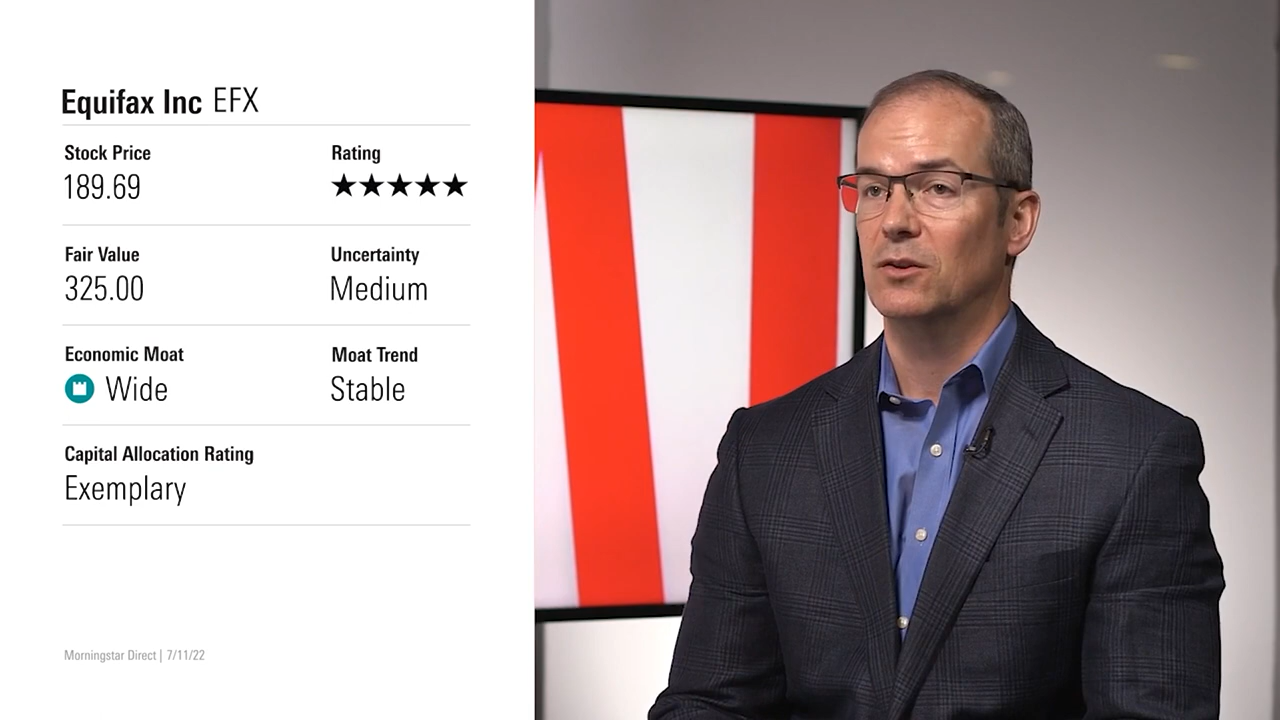 Equifax Inc EFX
Stock Price Rating
189.69 ★★★★★
Fair Value Uncertainty
325.00 Medium
Economic Moat Moat Trend
Wide Stable
Capital Allocation Rating
Exemplary
Morningstar Direct | 7/11/22